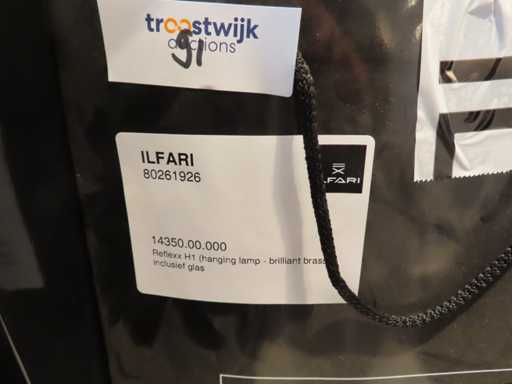 troostwijk
auctions
91
ILFARI
80261926
ILFARI
14350.00.000
Reflexx H1 (hanging lamp - brilliant brass
inclusief glas